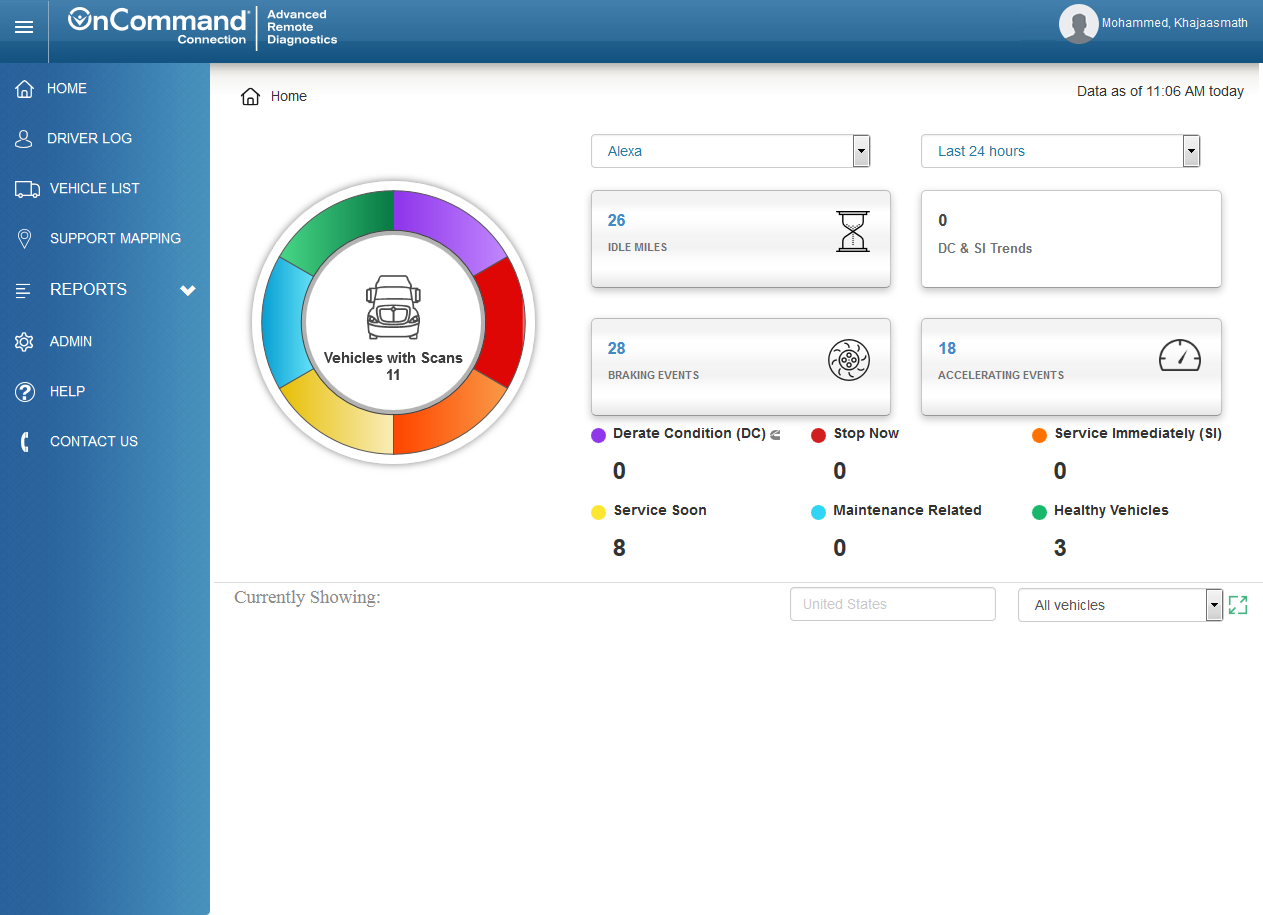 OnCommand
Connection
Advanced
Remote
Diagnostics
Mohammed, Khajaasmath
HOME
DRIVER LOG
VEHICLE LIST
SUPPORT MAPPING
REPORTS
ADMIN
HELP
CONTACT US
Home
Data as of 11:06 AM today
Alexa
Last 24 hours
Vehicles with Scans
11
26
IDLE MILES
0
DC & SI Trends
28
BRAKING EVENTS
18
ACCELERATING EVENTS
Derate Condition (DC)
0
Stop Now
0
Service Immediately (SI)
0
Service Soon
8
Maintenance Related
0
Healthy Vehicles
3
Currently Showing:
United States
All vehicles